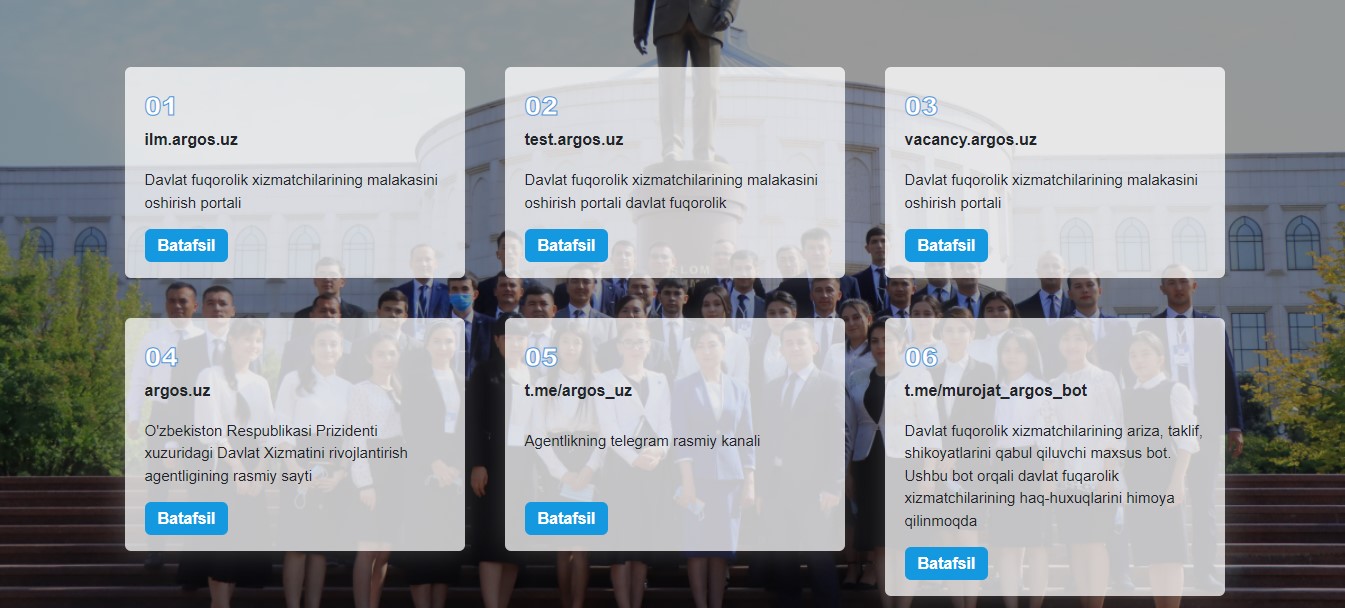 01
ilm.argos.uz
Davlat fuqorolik xizmatchilarining malakasini
oshirish portali
Batafsil
02
test.argos.uz
Davlat fuqorolik xizmatchilarining malakasini
oshirish portali davlat fuqorolik
Batafsil
03
vacancy.argos.uz
Davlat fuqorolik xizmatchilarining malakasini
oshirish portali
Batafsil
04
argos.uz
O'zbekiston Respublikasi Prizidenti
xuzuridagi Davlat Xizmatini rivojlantirish
agentligining rasmiy sayti
Batafsil
05
t.me/argos_uz
Agentlikning telegram rasmiy kanali
Batafsil
06
t.me/murojat_argos_bot
Davlat fuqorolik xizmatchilarining ariza, taklif,
shikoyatlarini qabul qiluvchi maxsus bot.
Ushbu bot orqali davlat fuqarolik
xizmatchilarining haq-huxuqlarini himoya
qilinmoqda
Batafsil